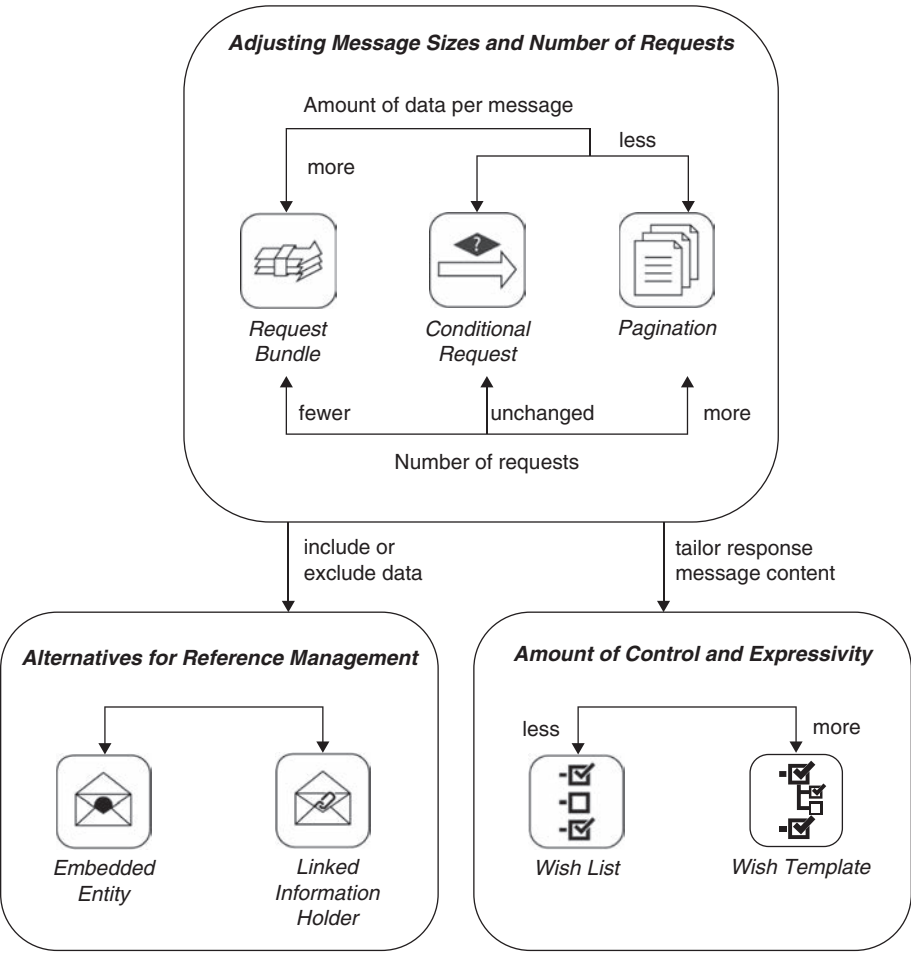 Adjusting Message Sizes and Number of Requests
Amount of data per message
less
more
?
Request
Bundle
Conditional
Request
Pagination
fewer
unchanged
more
Number of requests
include or
exclude data
tailor response
message content
Alternatives for Reference Management
Embedded
Entity
Linked
Information
Holder
Amount of Control and Expressivity
less
more
Wish List
Wish Template